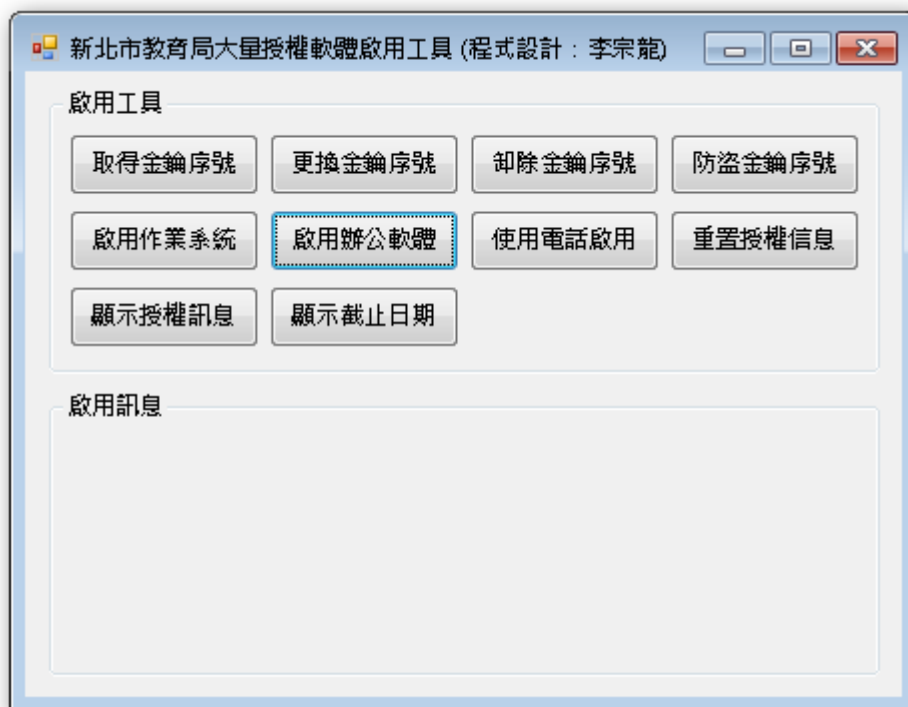 新北市教育局大量授權軟體啟用工具 (程式設計：李宗龍)
啟用工具
取得金鑰序號 更換金鑰序號 卸除金鑰序號 防盜金鑰序號
啟用作業系統 啟用辦公軟體 使用電話啟用 重置授權信息
顯示授權訊息 顯示截止日期
啟用訊息